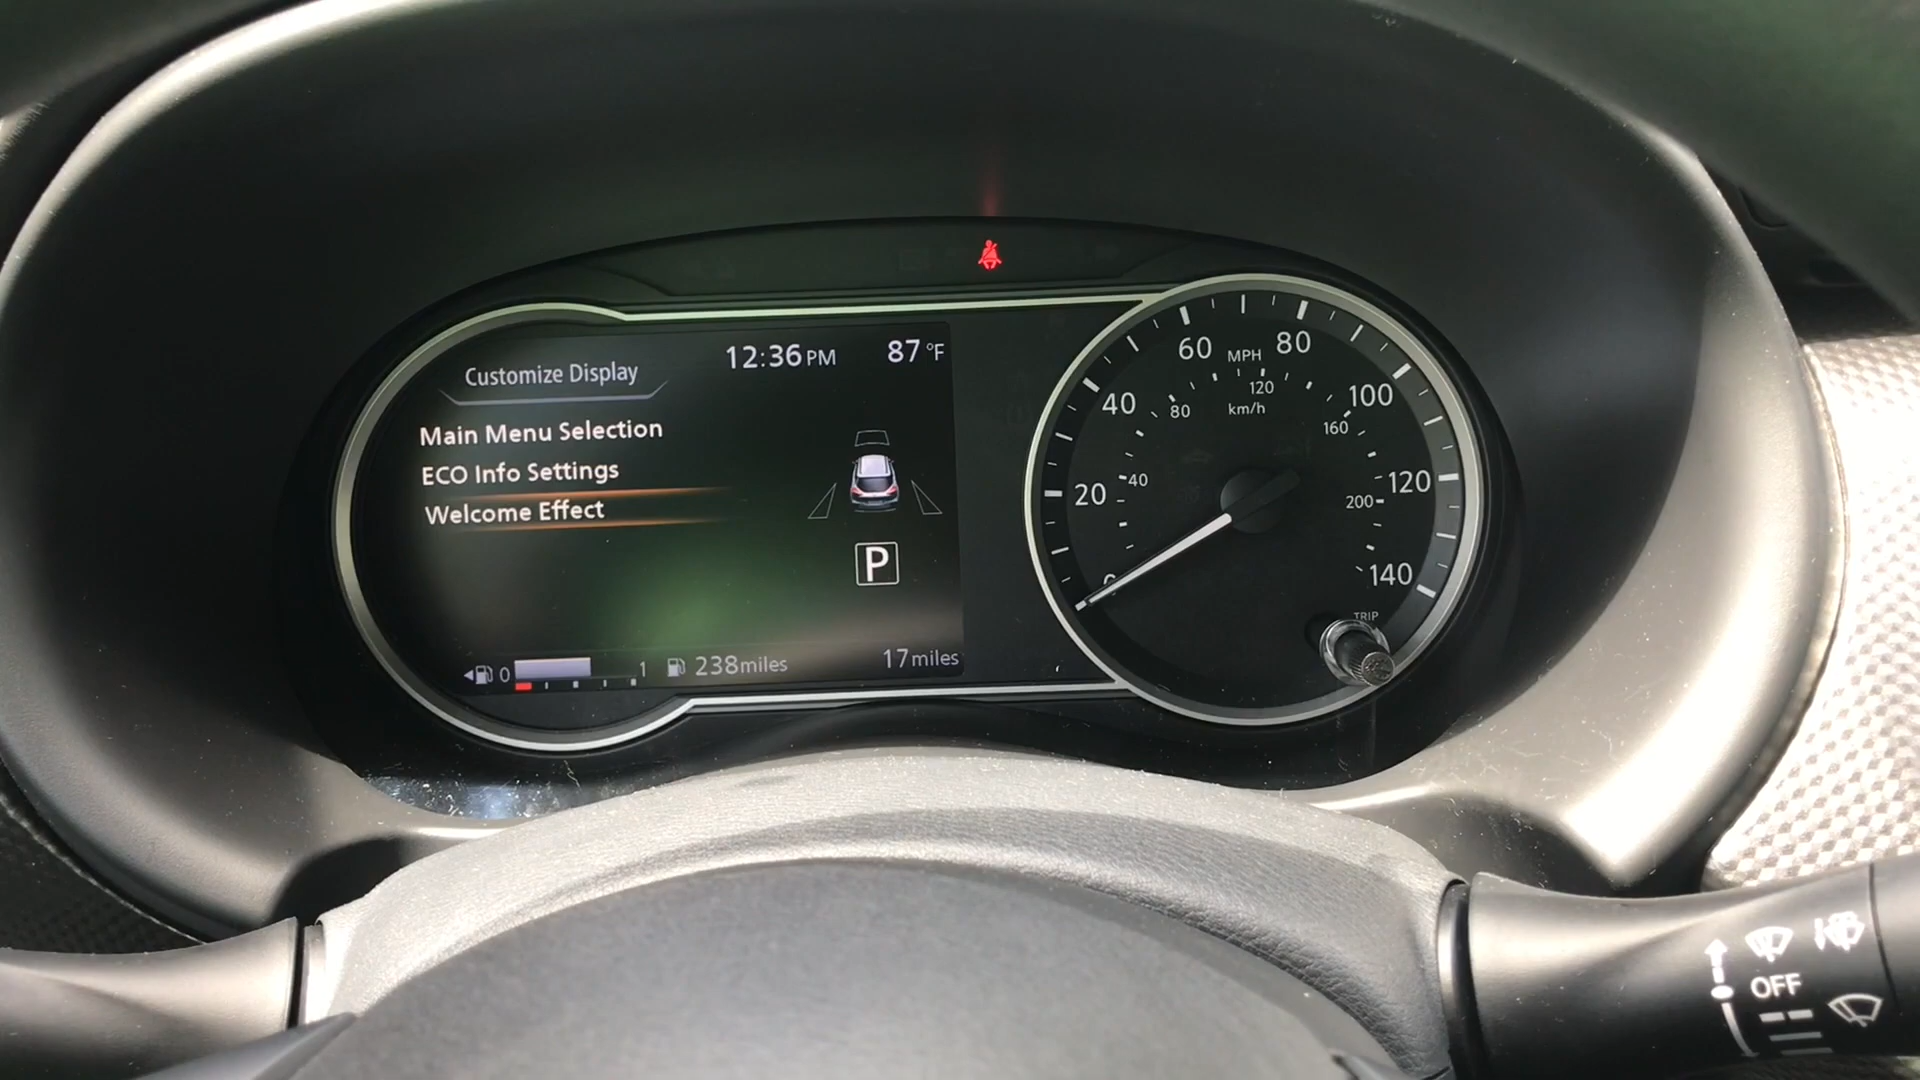 Customize Display
12:36 PM
87 °F
Main Menu Selection
ECO Info Settings
Welcome Effect
P
0
1
238miles
17miles
0
20
40
60
80
100
120
140
MPH
40
80
120
160
200
km/h
TRIP
OFF